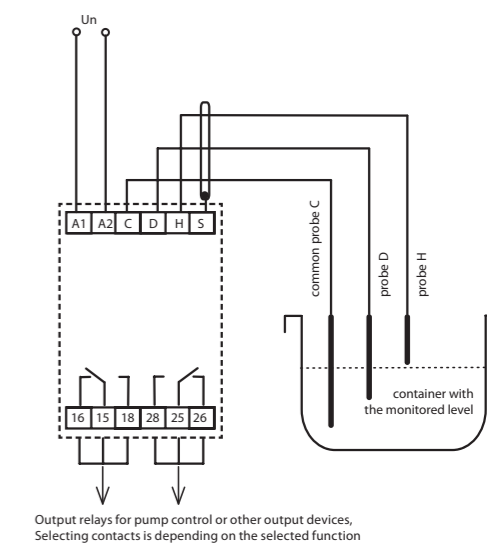 Un
A1 A2 C D H S
common probe C
probe D
probe H
container with
the monitored level
16 15 18 28 25 26
Output relays for pump control or other output devices,
Selecting contacts is depending on the selected function